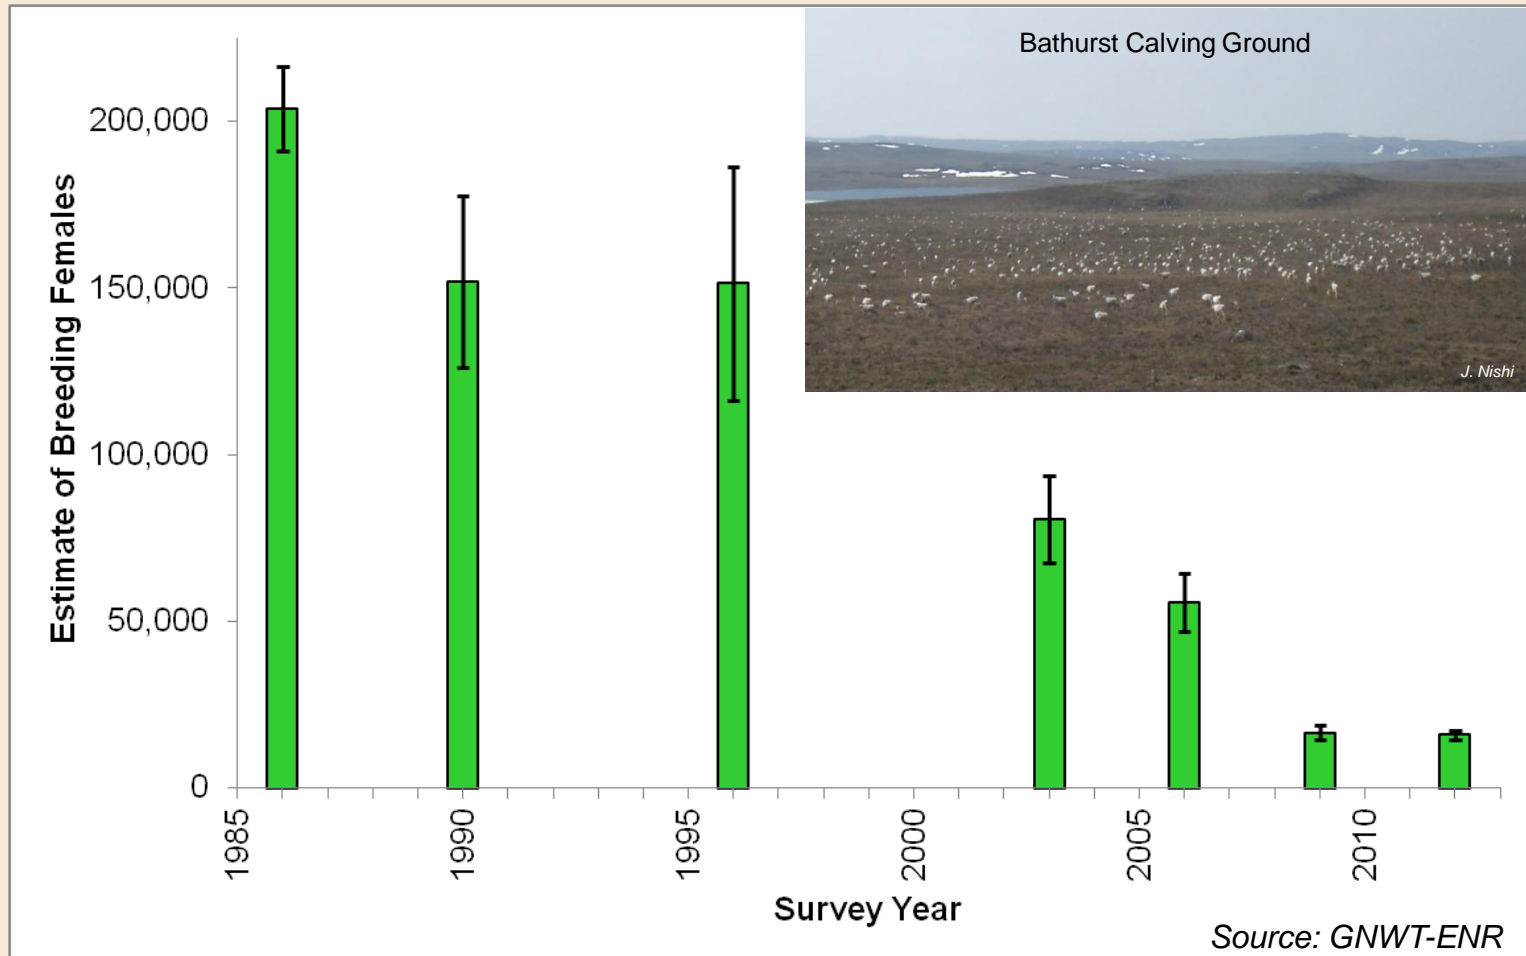 Bathurst Calving Ground
J. Nishi
Estimate of Breeding Females
200,000
150,000
100,000
50,000
0
1985
1990
1995
2000
2005
2010
Survey Year
Source: GNWT-ENR